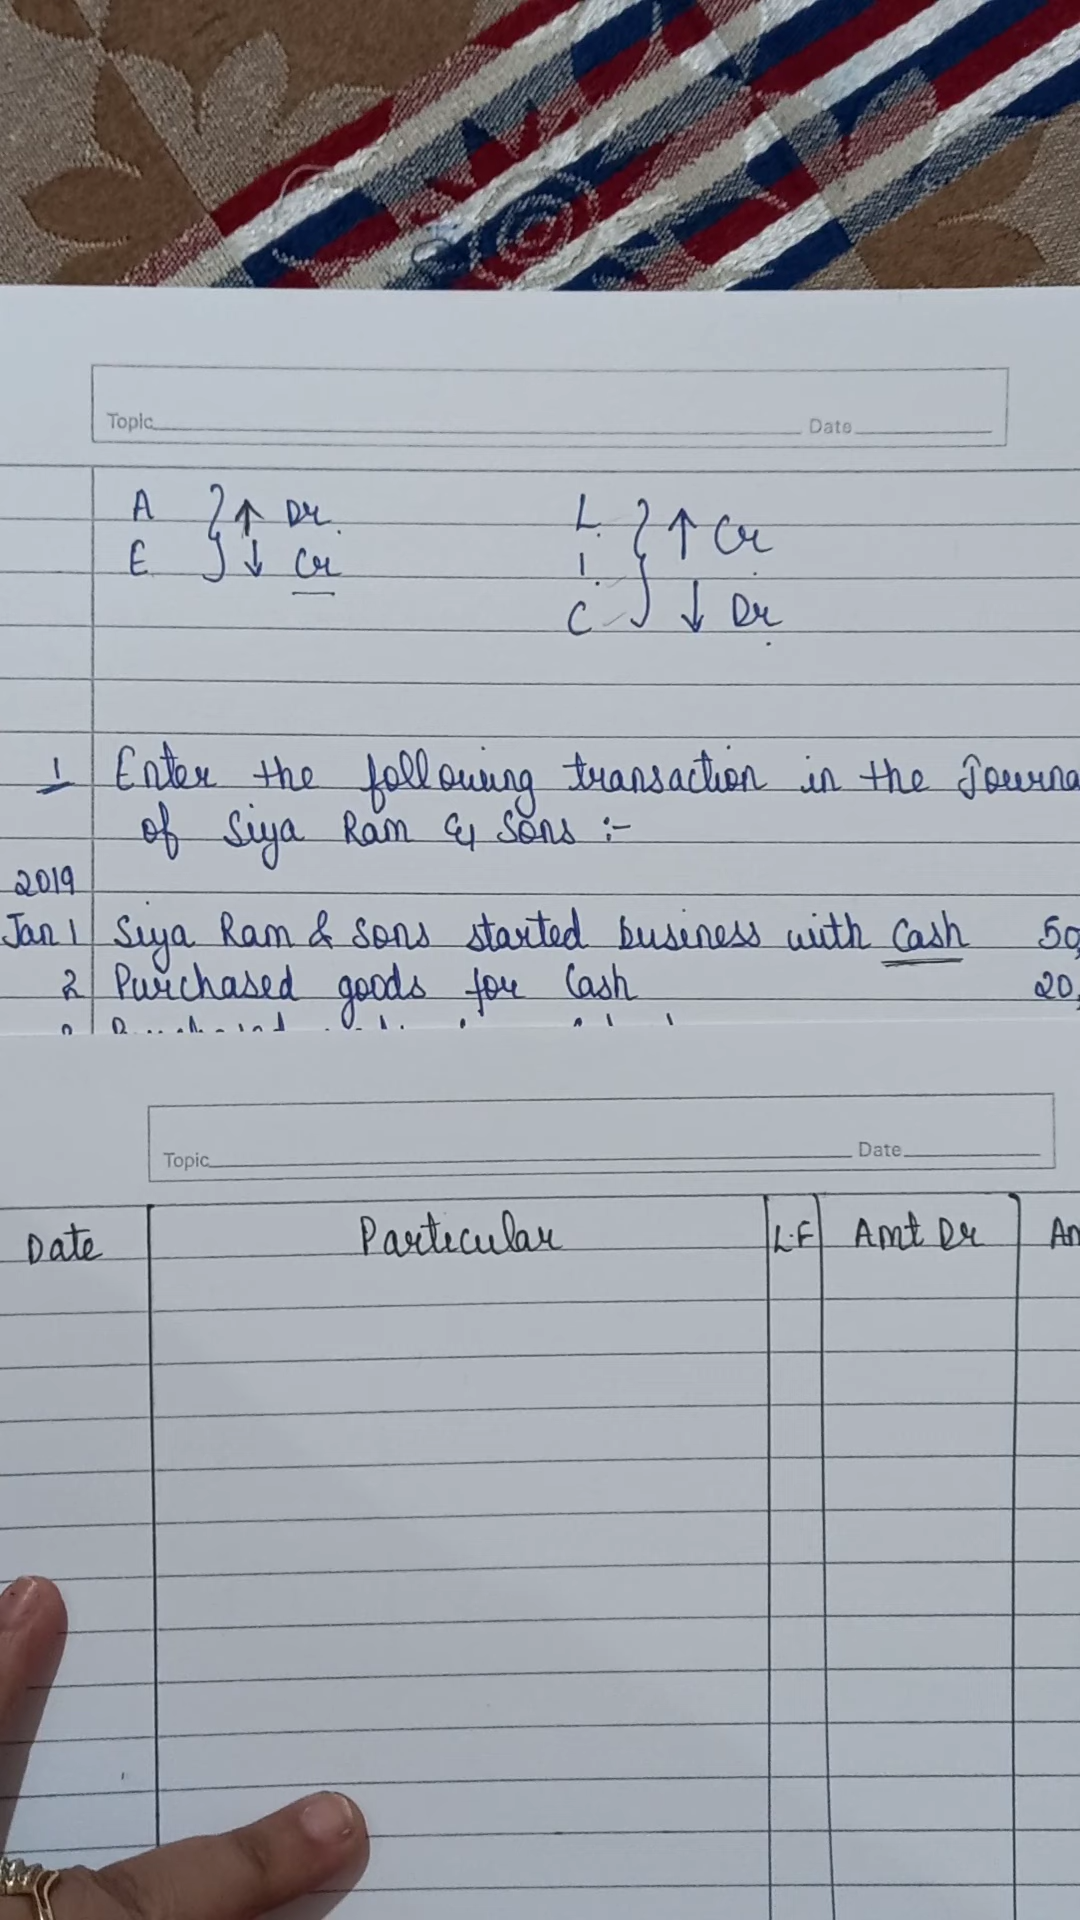 Topic Date
A ↑ Dr. L. ↑ Cr
E ↓ Cr I.
C ↓ Dr
1 Enter the following transaction in the Journa
of Siya Ram & Sons :-
2019
Jan 1 Siya Ram & Sons started business with Cash 50,
2 Purchased goods for Cash 20,
Topic Date
Date Particular L.F Amt Dr Am